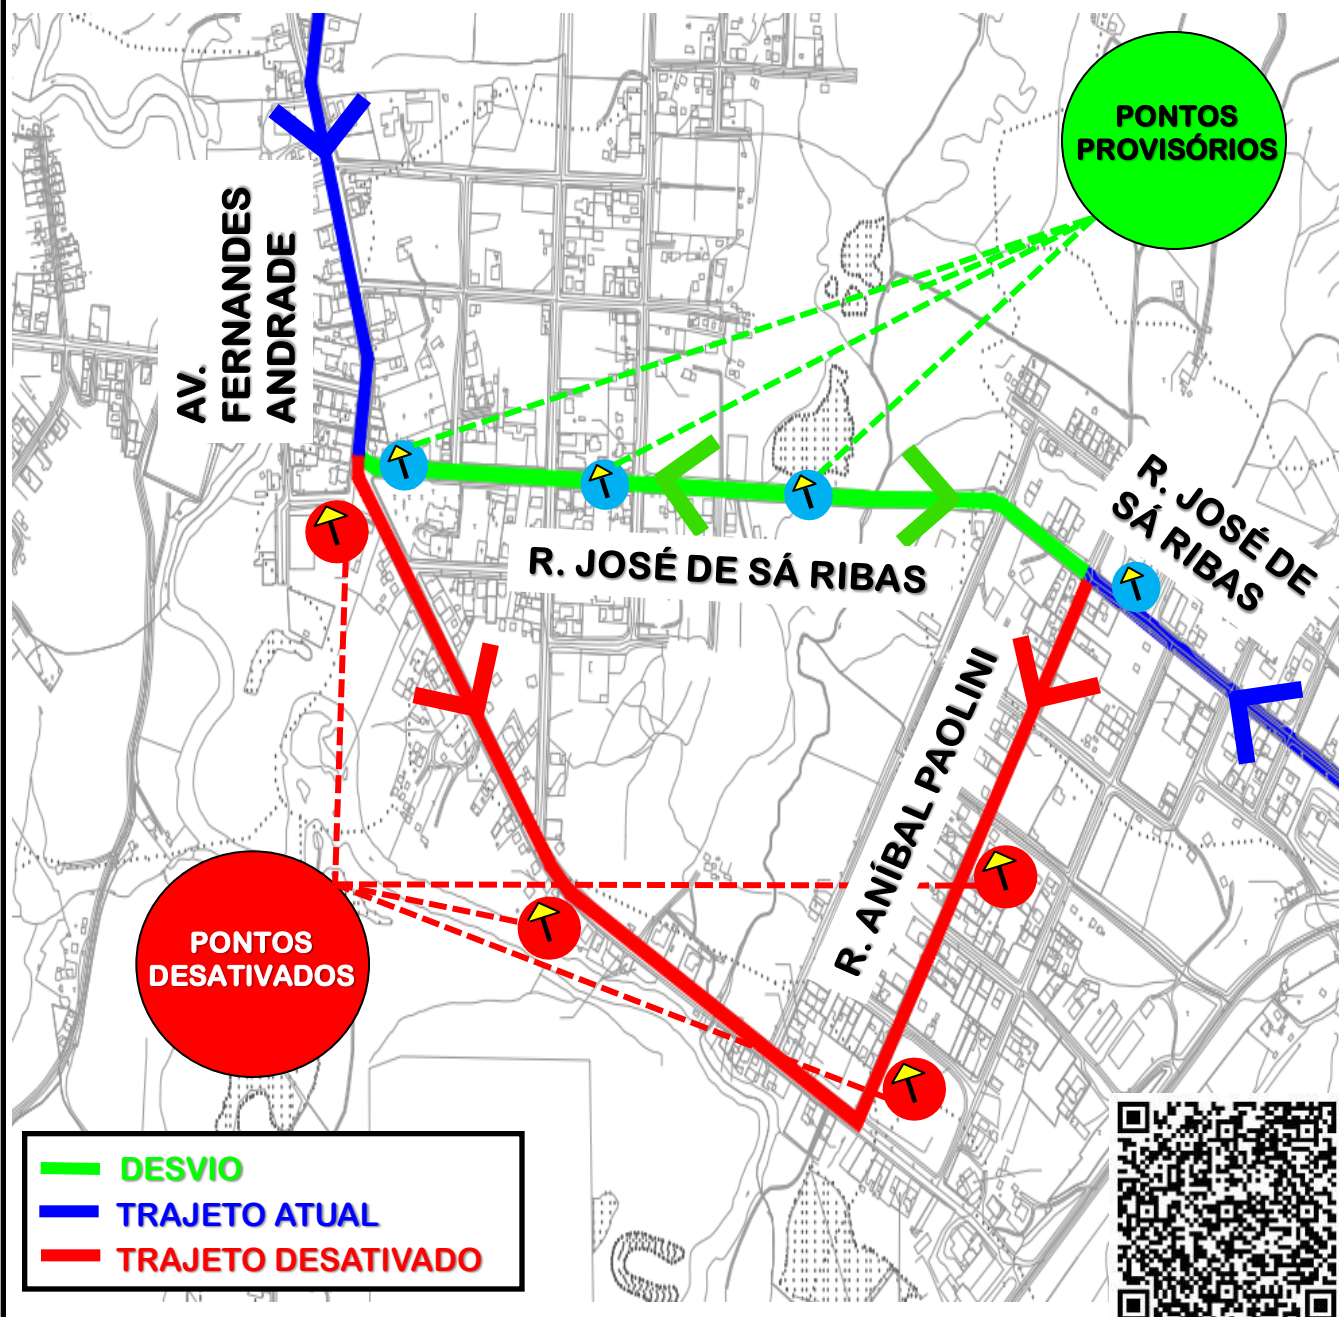 PONTOS
PROVISÓRIOS
AV.
FERNANDES
ANDRADE
R. JOSÉ DE
SÁ RIBAS
R. JOSÉ DE SÁ RIBAS
R. ANÍBAL PAOLINI
PONTOS
DESATIVADOS
DESVIO
TRAJETO ATUAL
TRAJETO DESATIVADO